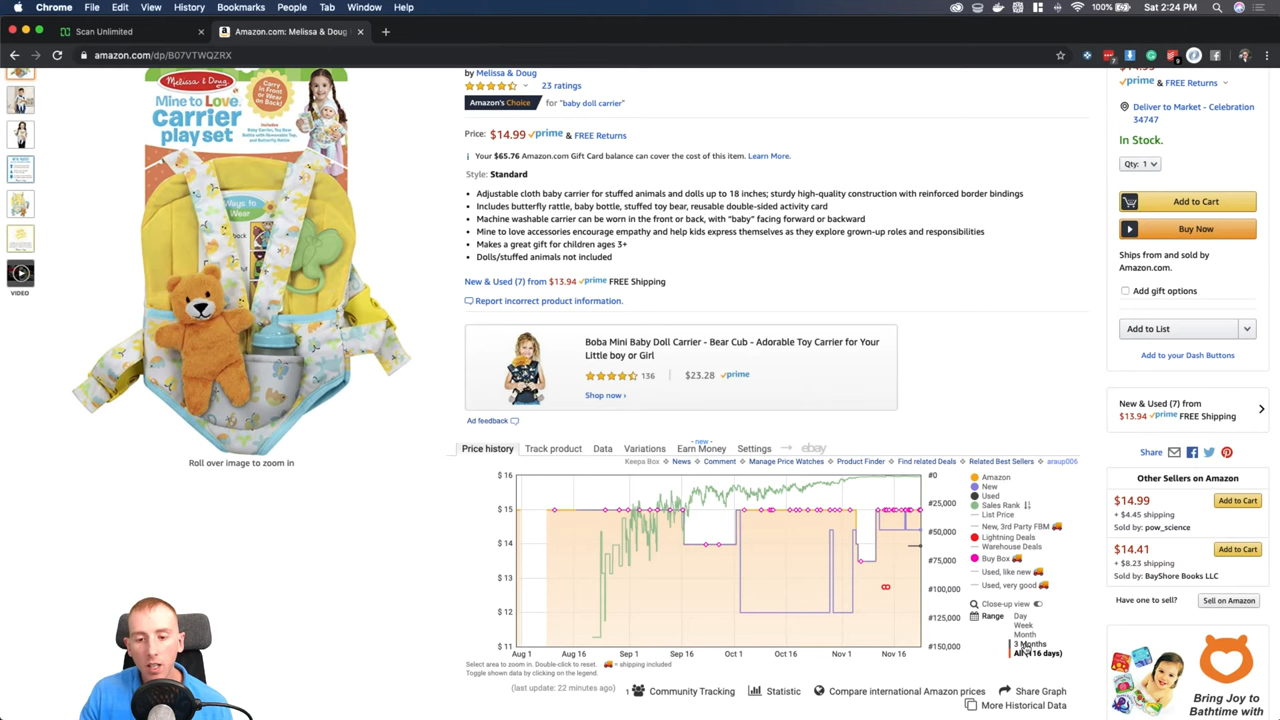 Chrome File Edit View History Bookmarks People Tab Window Help
100% Sat 2:24 PM
Scan Unlimited
Amazon.com: Melissa & Doug
amazon.com/dp/B07VTWQZRX
Melissa & Doug
Mine to Love
Carrier
play set
Carry in Front or Wear on Back!
Ways to Wear
VIDEO
Roll over image to zoom in
by Melissa & Doug
23 ratings
Amazon's Choice for "baby doll carrier"
Price: $14.99 prime & FREE Returns
Your $65.76 Amazon.com Gift Card balance can cover the cost of this item. Learn More.
Style: Standard
• Adjustable cloth baby carrier for stuffed animals and dolls up to 18 inches; sturdy high-quality construction with reinforced border bindings
• Includes butterfly rattle, baby bottle, stuffed toy bear, reusable double-sided activity card
• Machine washable carrier can be worn in the front or back, with "baby" facing forward or backward
• Mine to love accessories encourage empathy and help kids express themselves as they explore grown-up roles and responsibilities
• Makes a great gift for children ages 3+
• Dolls/stuffed animals not included
New & Used (7) from $13.94 prime FREE Shipping
Report incorrect product information.
Boba Mini Baby Doll Carrier - Bear Cub - Adorable Toy Carrier for Your
Little boy or Girl
136 | $23.28 prime
Shop now ›
Ad feedback
- new -
Price history Track product Data Variations Earn Money Settings ebay
Keepa Box News Comment Manage Price Watches Product Finder Find related Deals Related Best Sellers araup006
$ 16
$ 15
$ 14
$ 13
$ 12
$ 11
Aug 1 Aug 16 Sep 1 Sep 16 Oct 1 Oct 16 Nov 1 Nov 16
#0
#25,000
#50,000
#75,000
#100,000
#125,000
#150,000
Amazon
New
Used
Sales Rank
List Price
New, 3rd Party FBM
Lightning Deals
Warehouse Deals
Buy Box
Used, like new
Used, very good
Close-up view
Range Day
Week
Month
3 Months
Select area to zoom in. Double-click to reset. = shipping included
Toggle shown data by clicking on the legend.
(last update: 22 minutes ago) 1 Community Tracking Statistic Compare international Amazon prices Share Graph
More Historical Data
prime & FREE Returns
Deliver to Market - Celebration
34747
In Stock.
Qty: 1
Add to Cart
Buy Now
Ships from and sold by
Amazon.com.
Add gift options
Add to List
Add to your Dash Buttons
New & Used (7) from
$13.94 prime FREE Shipping
Share
Other Sellers on Amazon
$14.99 Add to Cart
+ $4.45 shipping
Sold by: pow_science
$14.41 Add to Cart
+ $8.23 shipping
Sold by: BayShore Books LLC
Have one to sell? Sell on Amazon
Bring Joy to
Bathtime with